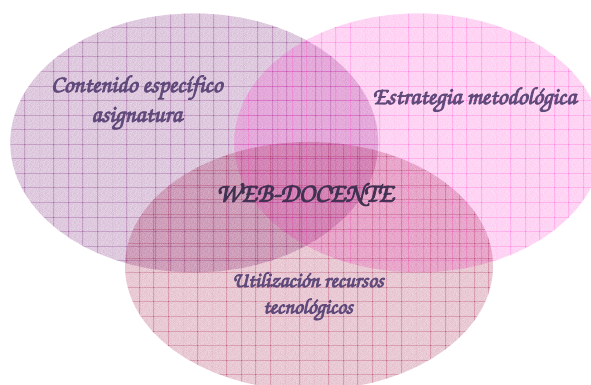 Contenido específico
asignatura
Estrategia metodológica
WEB-DOCENTE
Utilización recursos
tecnológicos